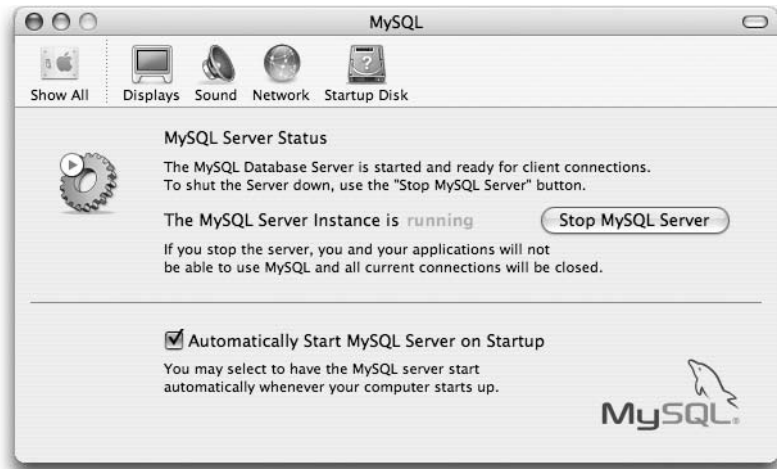 MySQL
Show All
Displays Sound Network Startup Disk
MySQL Server Status
The MySQL Database Server is started and ready for client connections.
To shut the Server down, use the "Stop MySQL Server" button.
The MySQL Server Instance is running
Stop MySQL Server
If you stop the server, you and your applications will not
be able to use MySQL and all current connections will be closed.
Automatically Start MySQL Server on Startup
You may select to have the MySQL server start
automatically whenever your computer starts up.
MySQL®